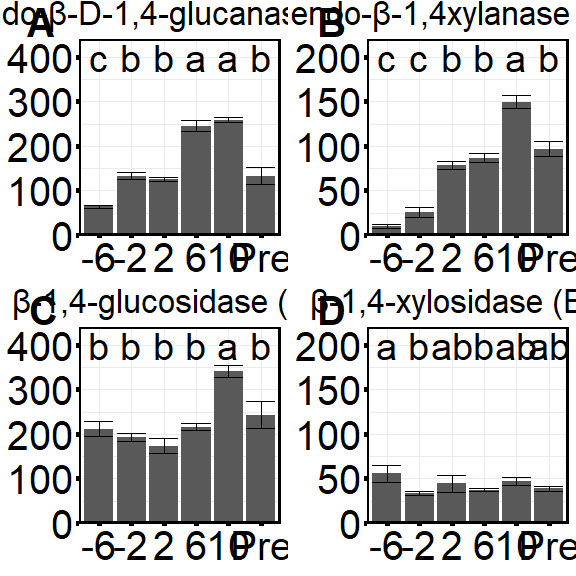 A do-β-D-1,4-glucanas
400 c b b a a b
300
200
100
0
-6 -2 2 6 10 Pre
B endo-β-1,4xylanase
200 c c b b a b
150
100
50
0
-6 -2 2 6 10 Pre
C β-1,4-glucosidase (
400 b b b b a b
300
200
100
0
-6 -2 2 6 10 Pre
D β-1,4-xylosidase (E
200 a b ab b ab ab
150
100
50
0
-6 -2 2 6 10 Pre